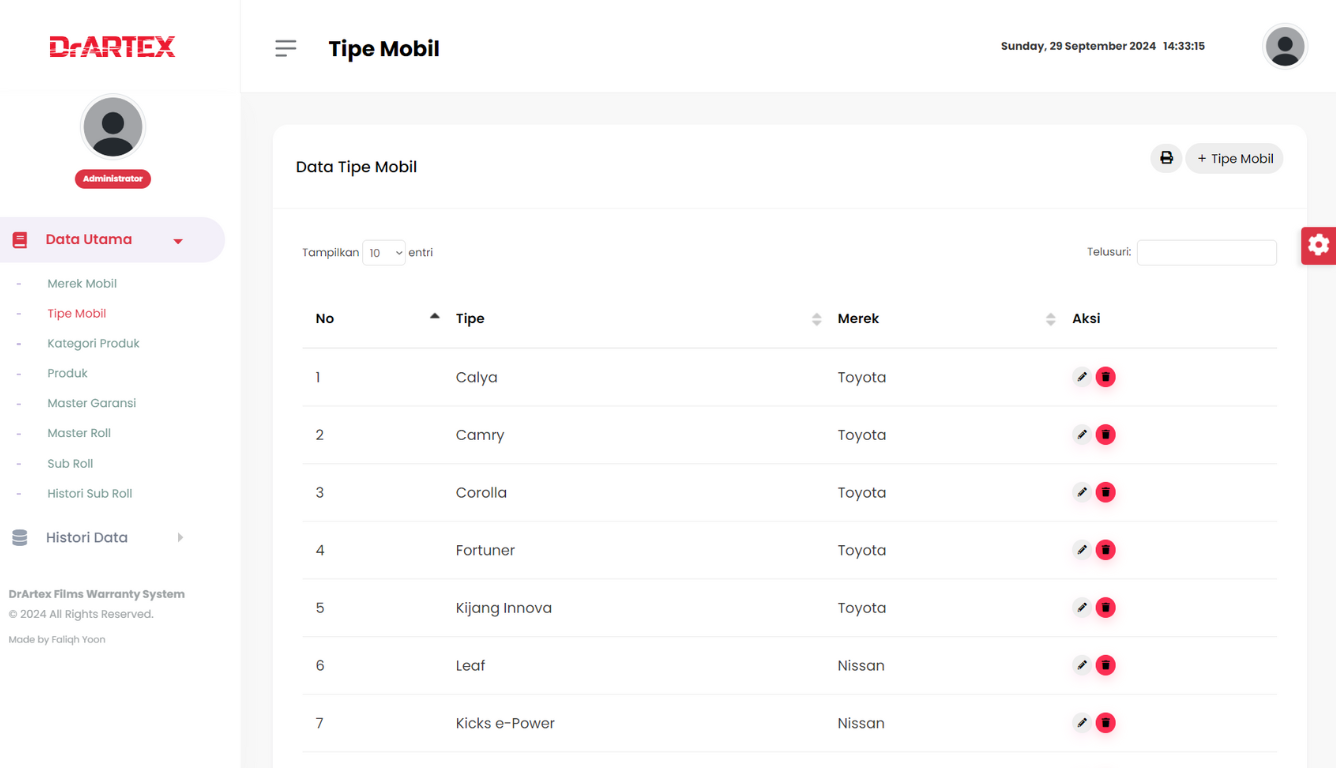 DrARTEX
Tipe Mobil
Sunday, 29 September 2024 14:33:15
Administrator
Data Utama
- Merek Mobil
- Tipe Mobil
- Kategori Produk
- Produk
- Master Garansi
- Master Roll
- Sub Roll
- Histori Sub Roll
Histori Data
DrArtex Films Warranty System
© 2024 All Rights Reserved.
Made by Faliqh Yoon
Data Tipe Mobil
+ Tipe Mobil
Tampilkan 10 entri
Telusuri:
No Tipe Merek Aksi
1 Calya Toyota
2 Camry Toyota
3 Corolla Toyota
4 Fortuner Toyota
5 Kijang Innova Toyota
6 Leaf Nissan
7 Kicks e-Power Nissan